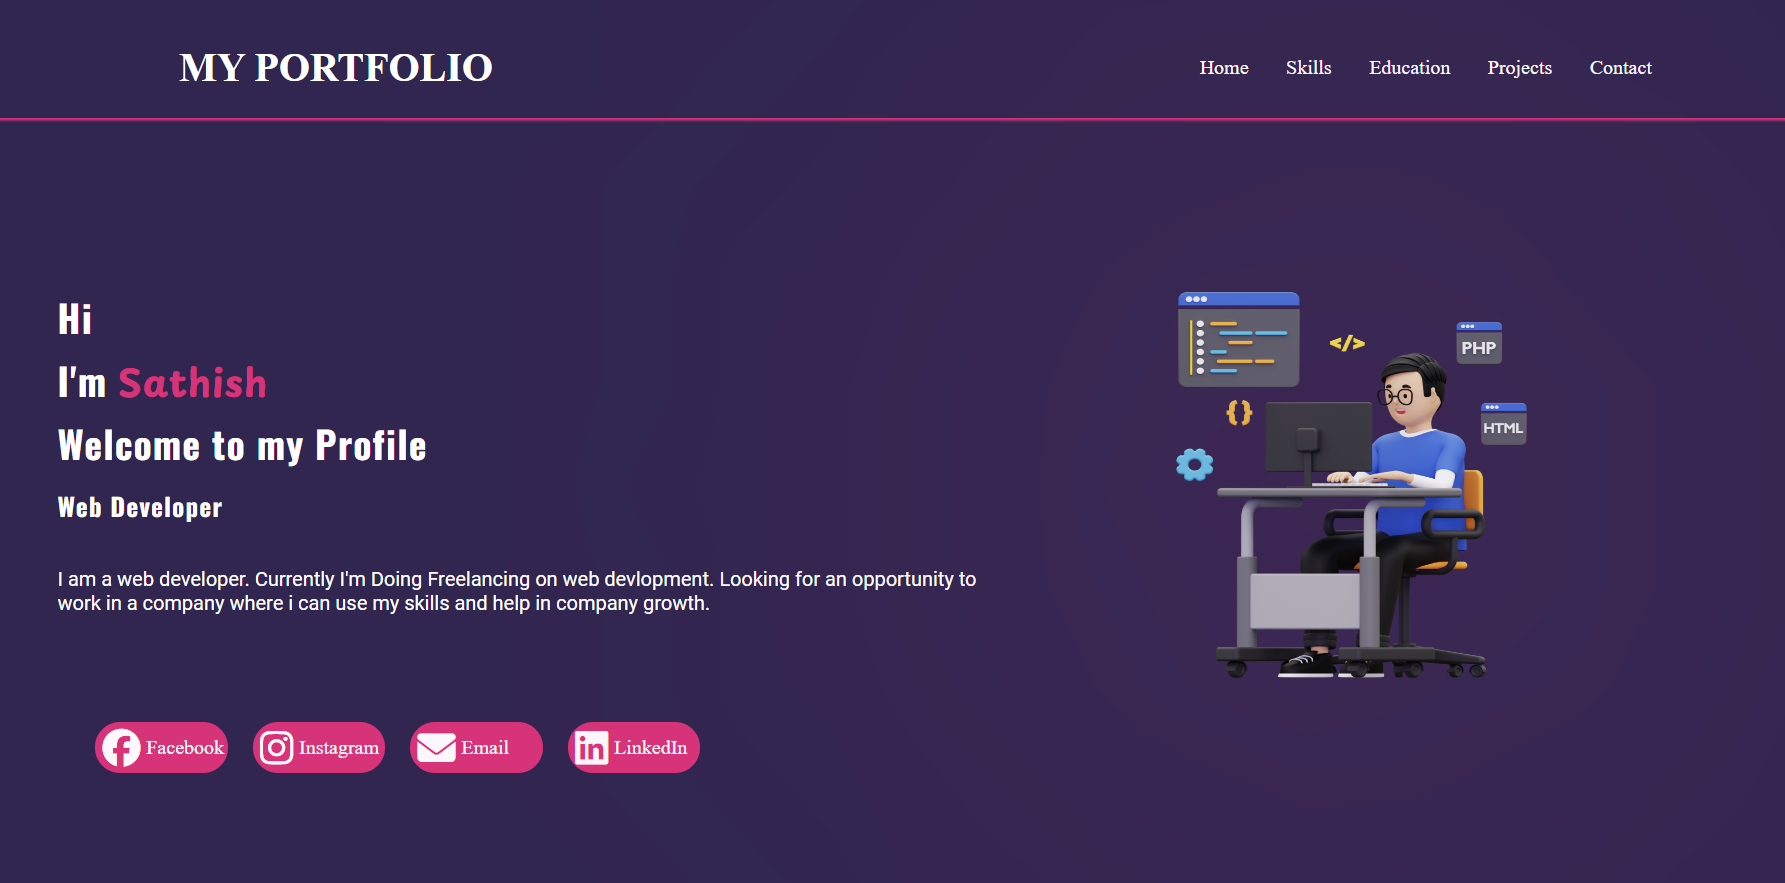 MY PORTFOLIO
Home Skills Education Projects Contact
Hi
I'm Sathish
Welcome to my Profile
Web Developer
I am a web developer. Currently I'm Doing Freelancing on web devlopment. Looking for an opportunity to
work in a company where i can use my skills and help in company growth.
</>
PHP
{}
HTML
Facebook Instagram Email LinkedIn